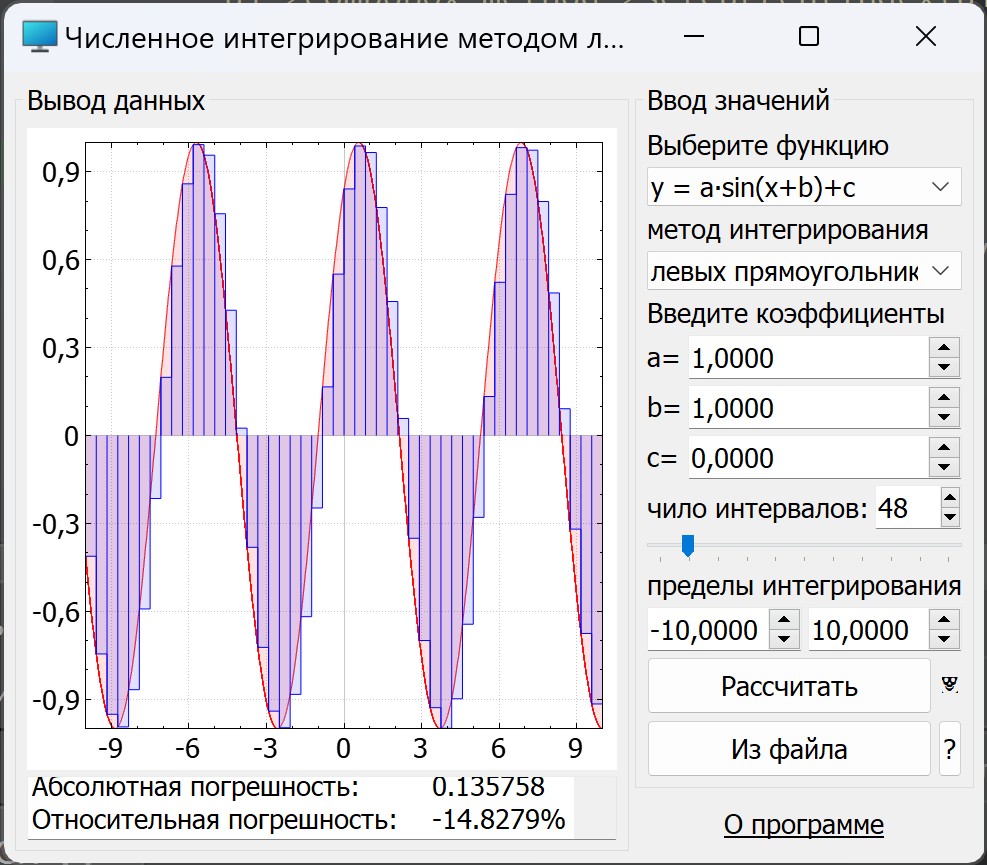 Численное интегрирование методом л...
Вывод данных
0,9
0,6
0,3
0
-0,3
-0,6
-0,9
-9 -6 -3 0 3 6 9
Абсолютная погрешность: 0.135758
Относительная погрешность: -14.8279%
Ввод значений
Выберите функцию
y = a·sin(x+b)+c
метод интегрирования
левых прямоугольник
Введите коэффициенты
a= 1,0000
b= 1,0000
c= 0,0000
чило интервалов: 48
пределы интегрирования
-10,0000 10,0000
Рассчитать
Из файла ?
О программе